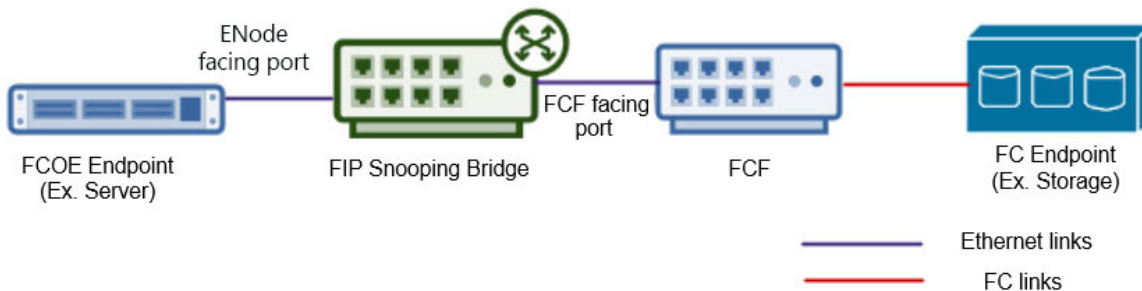 ENode
facing port
FCF facing
port
FCOE Endpoint
(Ex. Server)
FIP Snooping Bridge
FCF
FC Endpoint
(Ex. Storage)
Ethernet links
FC links